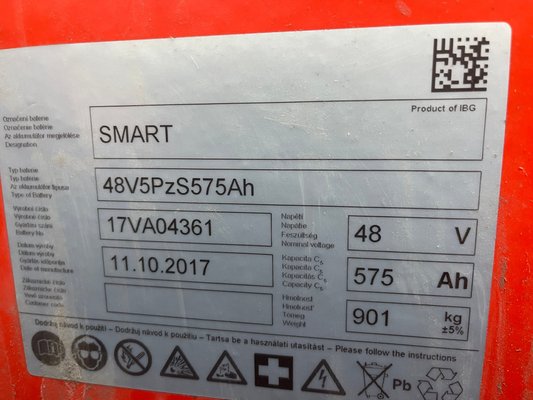 Product of IBG
Označení baterie
Označenie batérie
Az akkumulátor megjelölése
Designation
SMART
Typ baterie
Typ batérie
Az akkumulátor típusa
Type of Battery
48V5PzS575Ah
Výrobní číslo
Výrobné číslo
Gyártási szám
Battery No
17VA04361
Napětí
Napätie
Feszültség
Nominal voltage
48 V
Datum výroby
Dátum výroby
Gyártás időpontja
Date of manufacture
11.10.2017
Kapacita C5
Kapacita C5
Kapacitás C5
Capacity C5
575 Ah
Zákaznické číslo
Zákaznícke číslo
Vevő azonosító
Customer code
Hmotnost
Hmotnosť
Tömeg
Weight
901 kg
±5%
Dodržuj návod k použití – Dodržuj návod k použitiu – Tartsa be a használati utasítást – Please follow the instructions
Pb